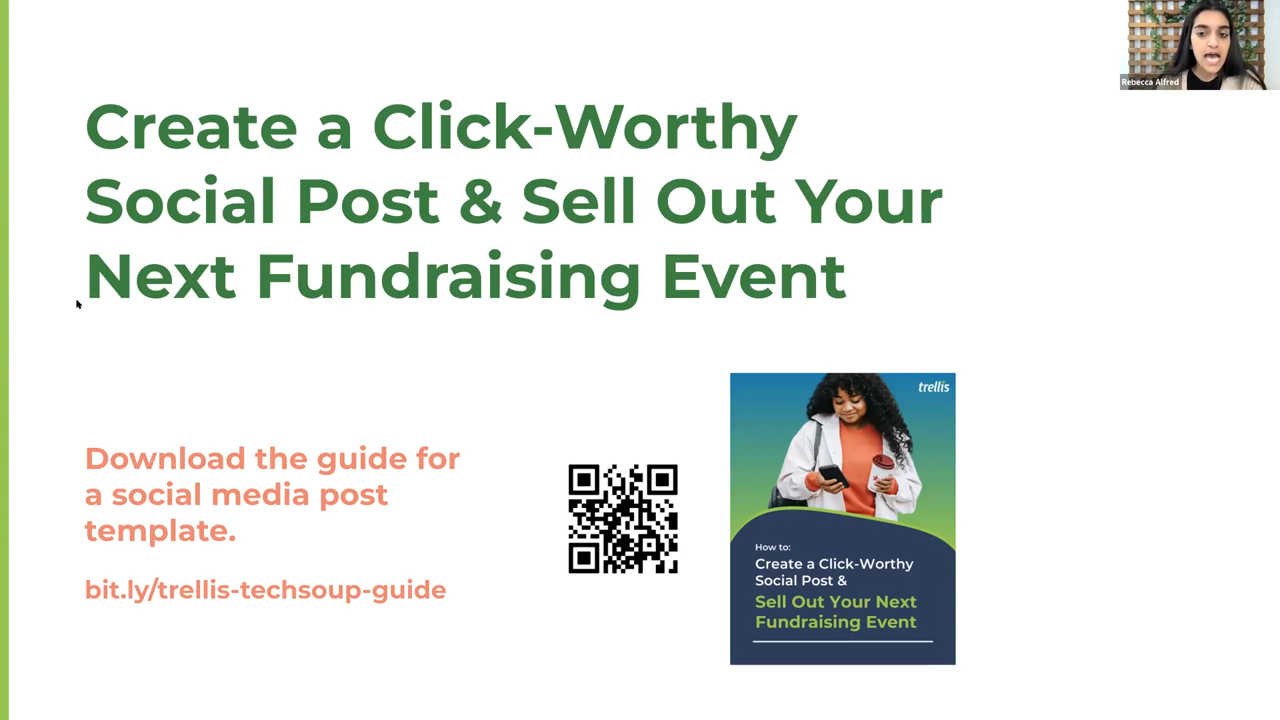 Rebecca Alfred
Create a Click-Worthy
Social Post & Sell Out Your
Next Fundraising Event
Download the guide for
a social media post
template.
bit.ly/trellis-techsoup-guide
trellis
How to:
Create a Click-Worthy
Social Post &
Sell Out Your Next
Fundraising Event